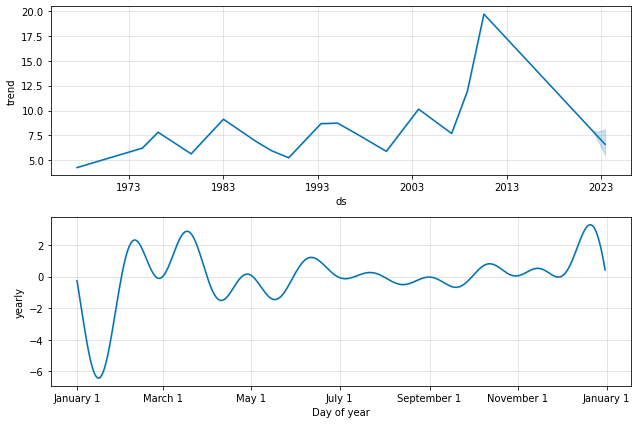 20.0
17.5
15.0
12.5
10.0
7.5
5.0
trend
1973 1983 1993 2003 2013 2023
ds
2
0
−2
−4
−6
yearly
January 1 March 1 May 1 July 1 September 1 November 1 January 1
Day of year